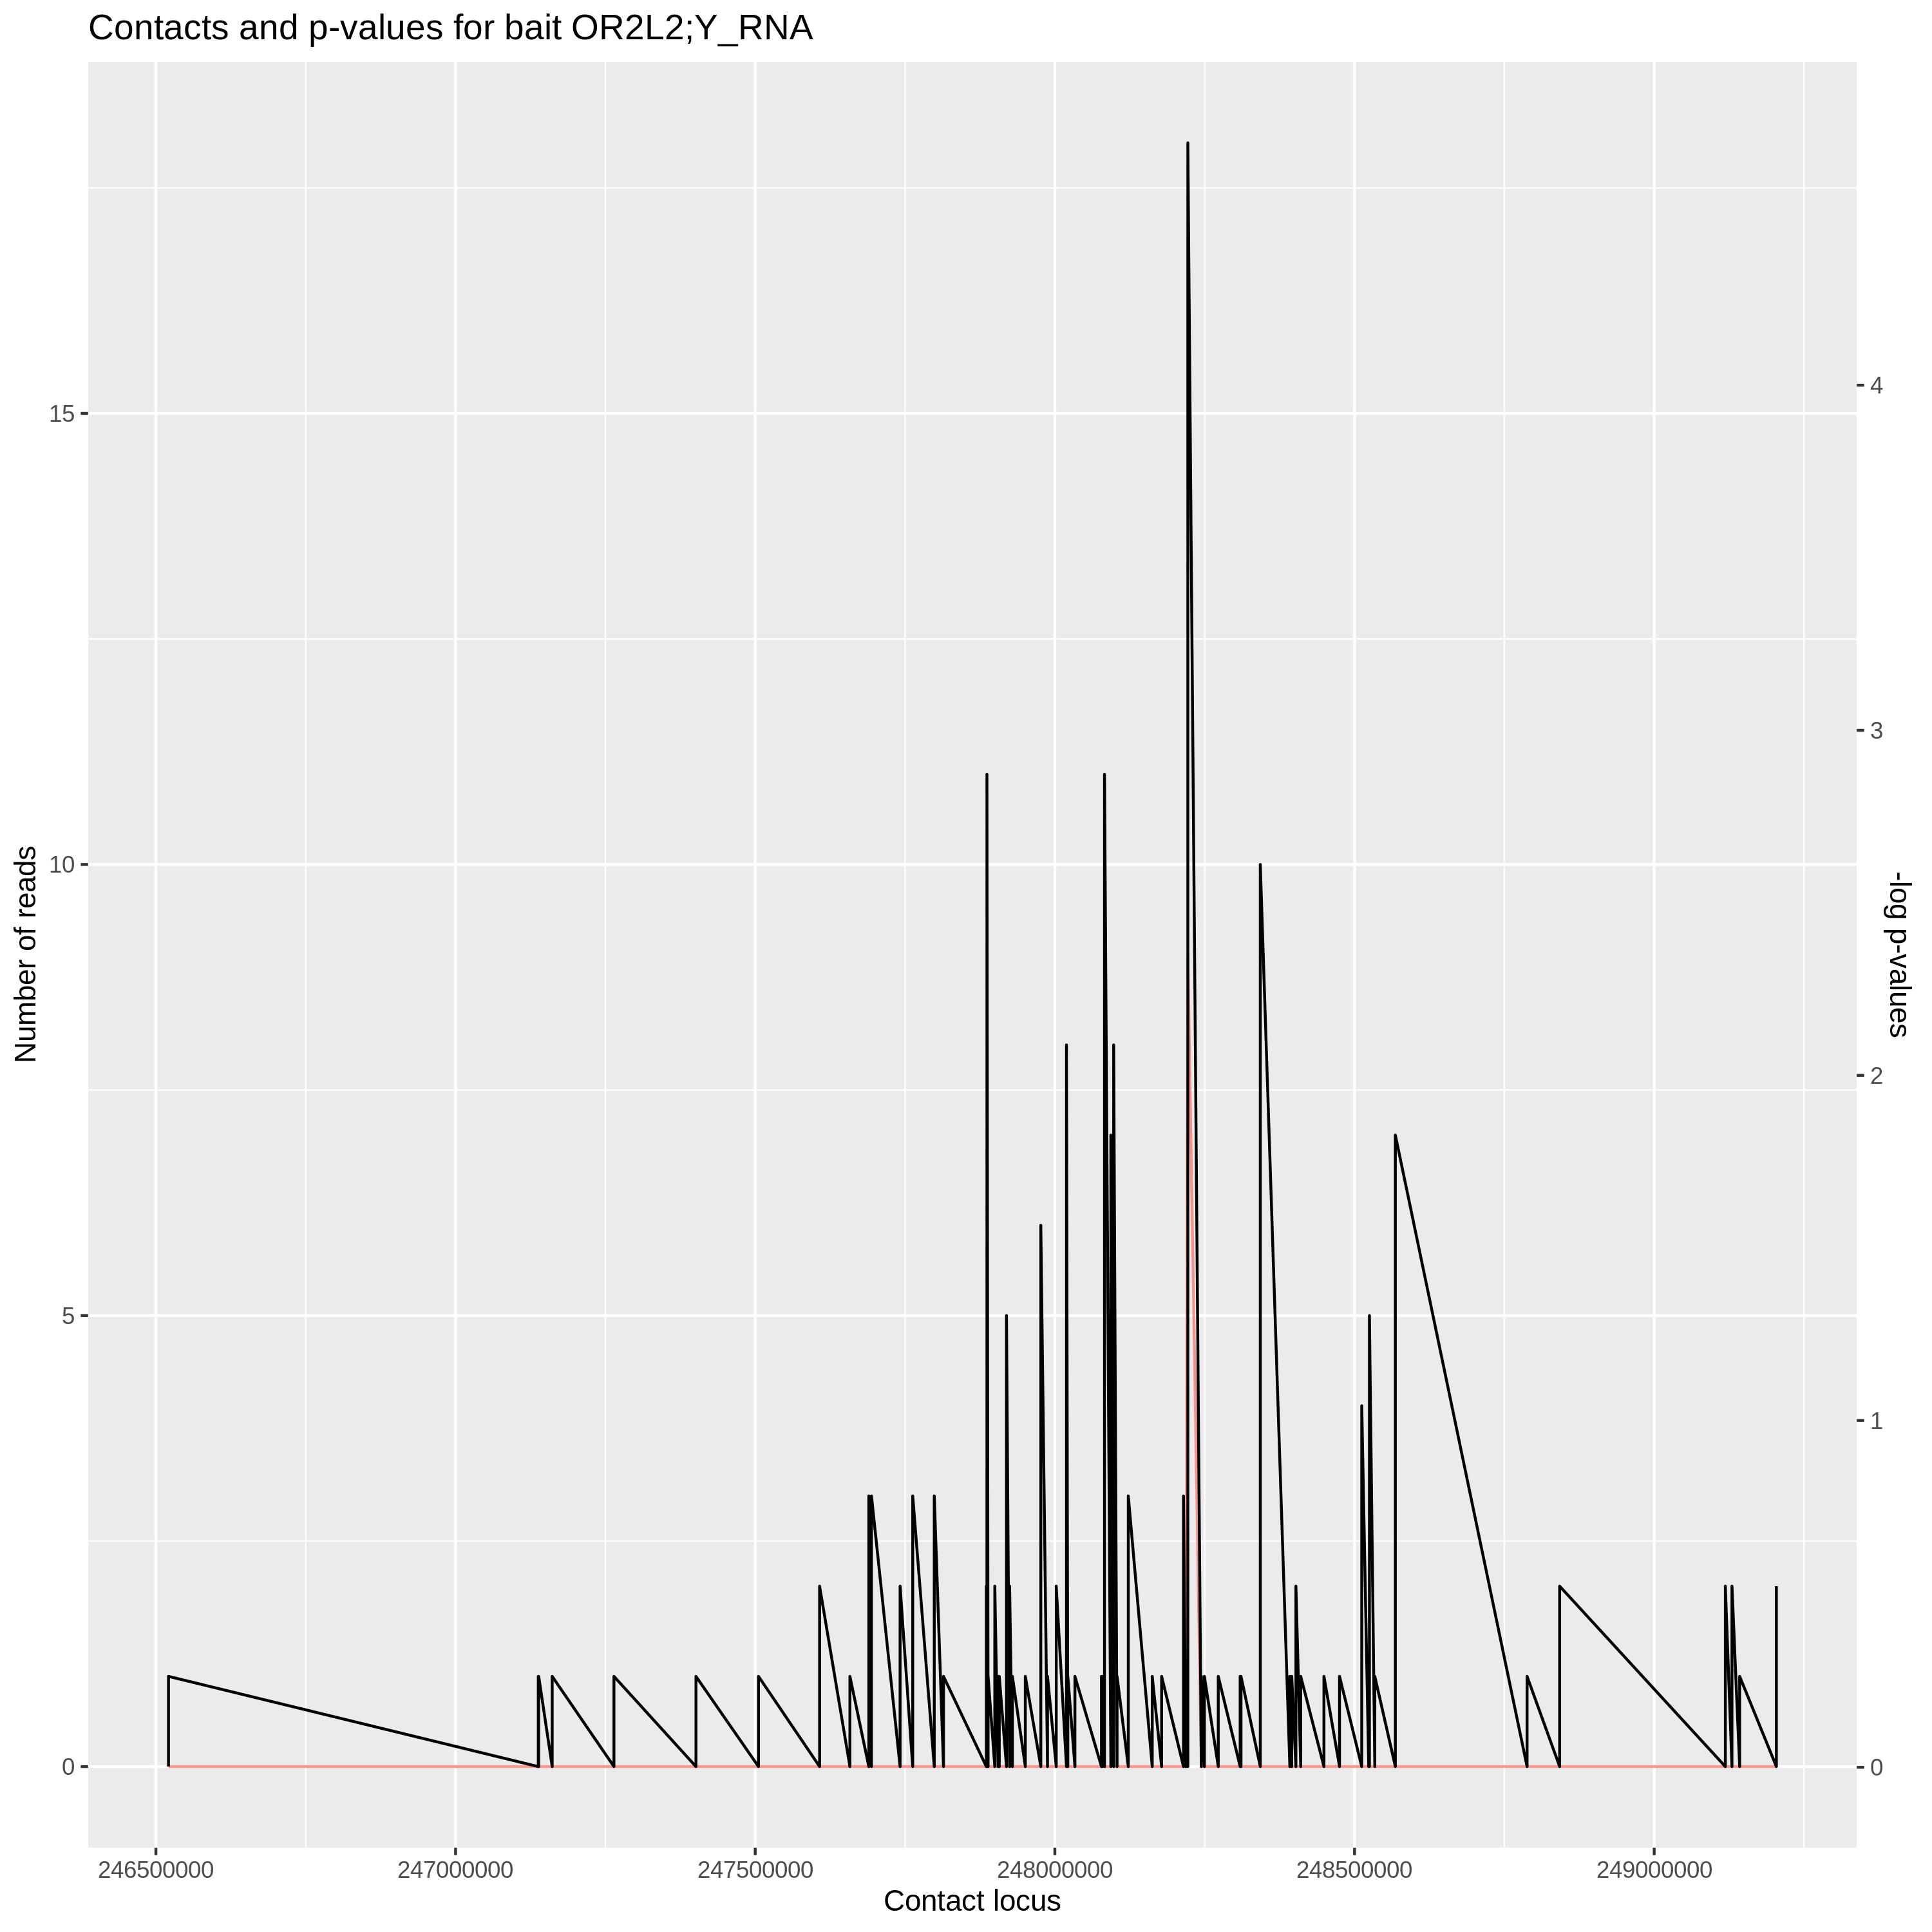 Contacts and p-values for bait OR2L2;Y_RNA
Number of reads
15
10
5
0
4
3
2
1
0
-log p-values
246500000 247000000 247500000 248000000 248500000 249000000
Contact locus